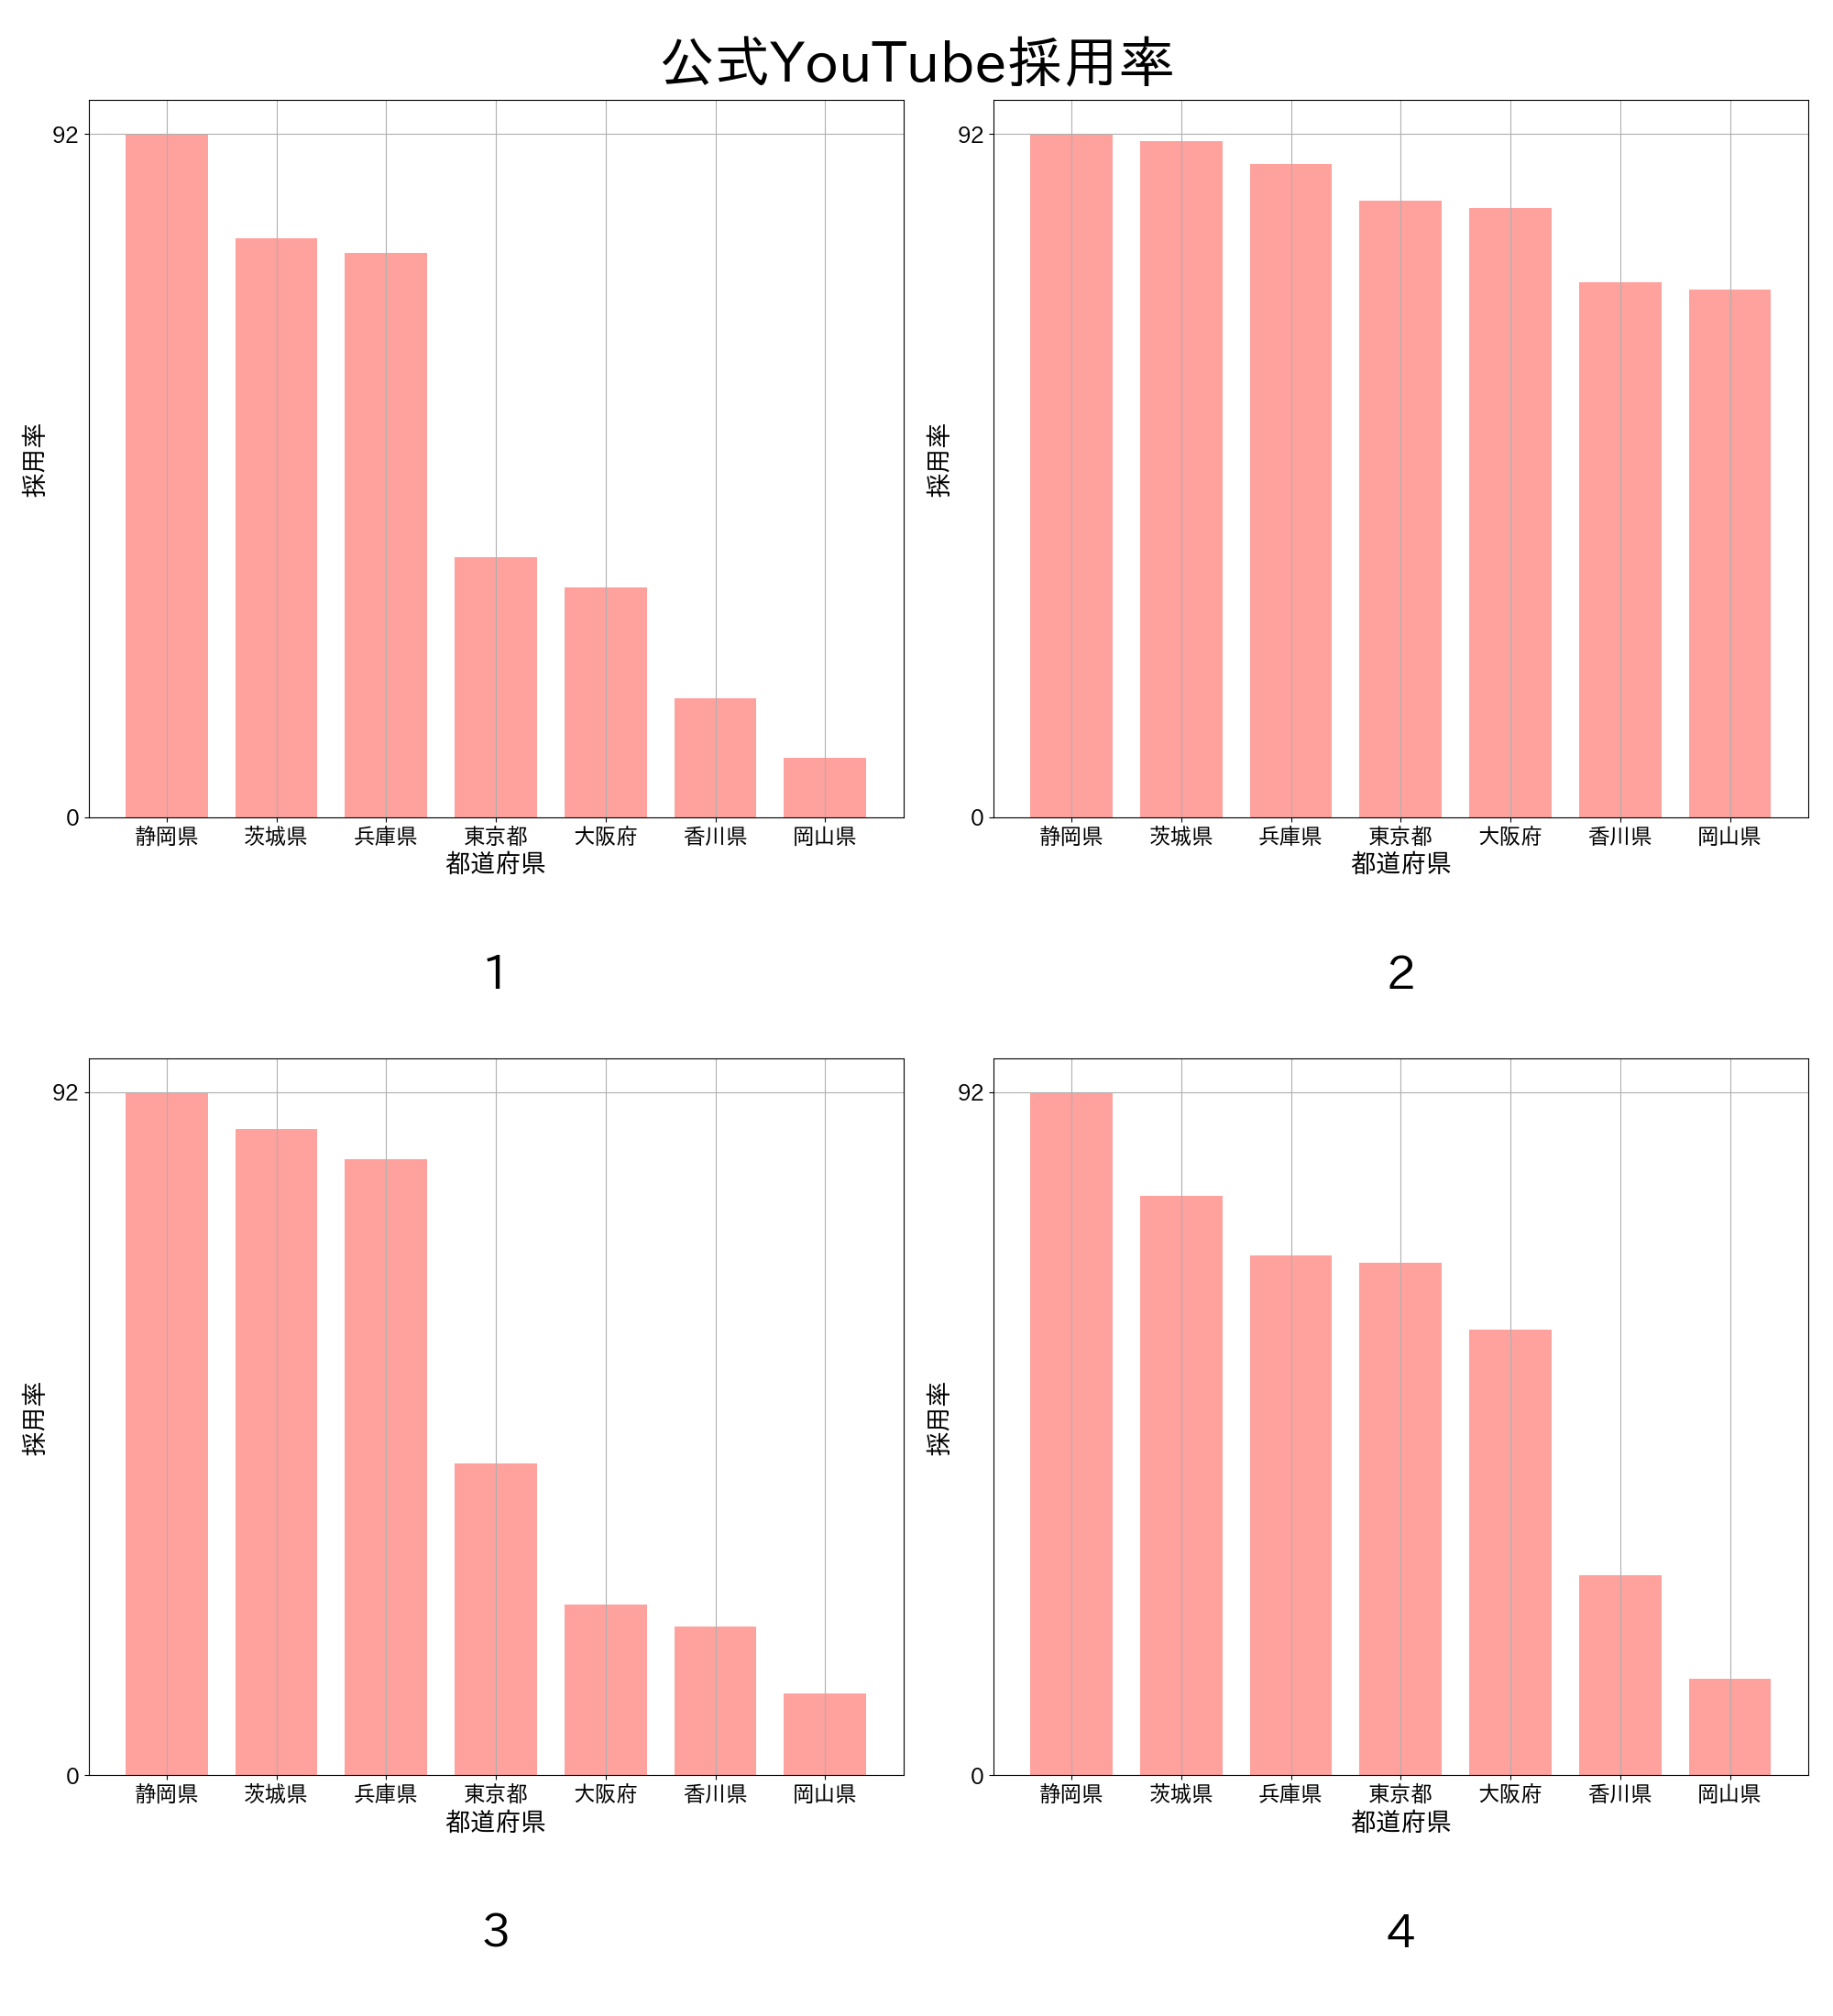 公式YouTube採用率
92
採用率
0
静岡県 茨城県 兵庫県 東京都 大阪府 香川県 岡山県
都道府県
1
92
採用率
0
静岡県 茨城県 兵庫県 東京都 大阪府 香川県 岡山県
都道府県
2
92
採用率
0
静岡県 茨城県 兵庫県 東京都 大阪府 香川県 岡山県
都道府県
3
92
採用率
0
静岡県 茨城県 兵庫県 東京都 大阪府 香川県 岡山県
都道府県
4